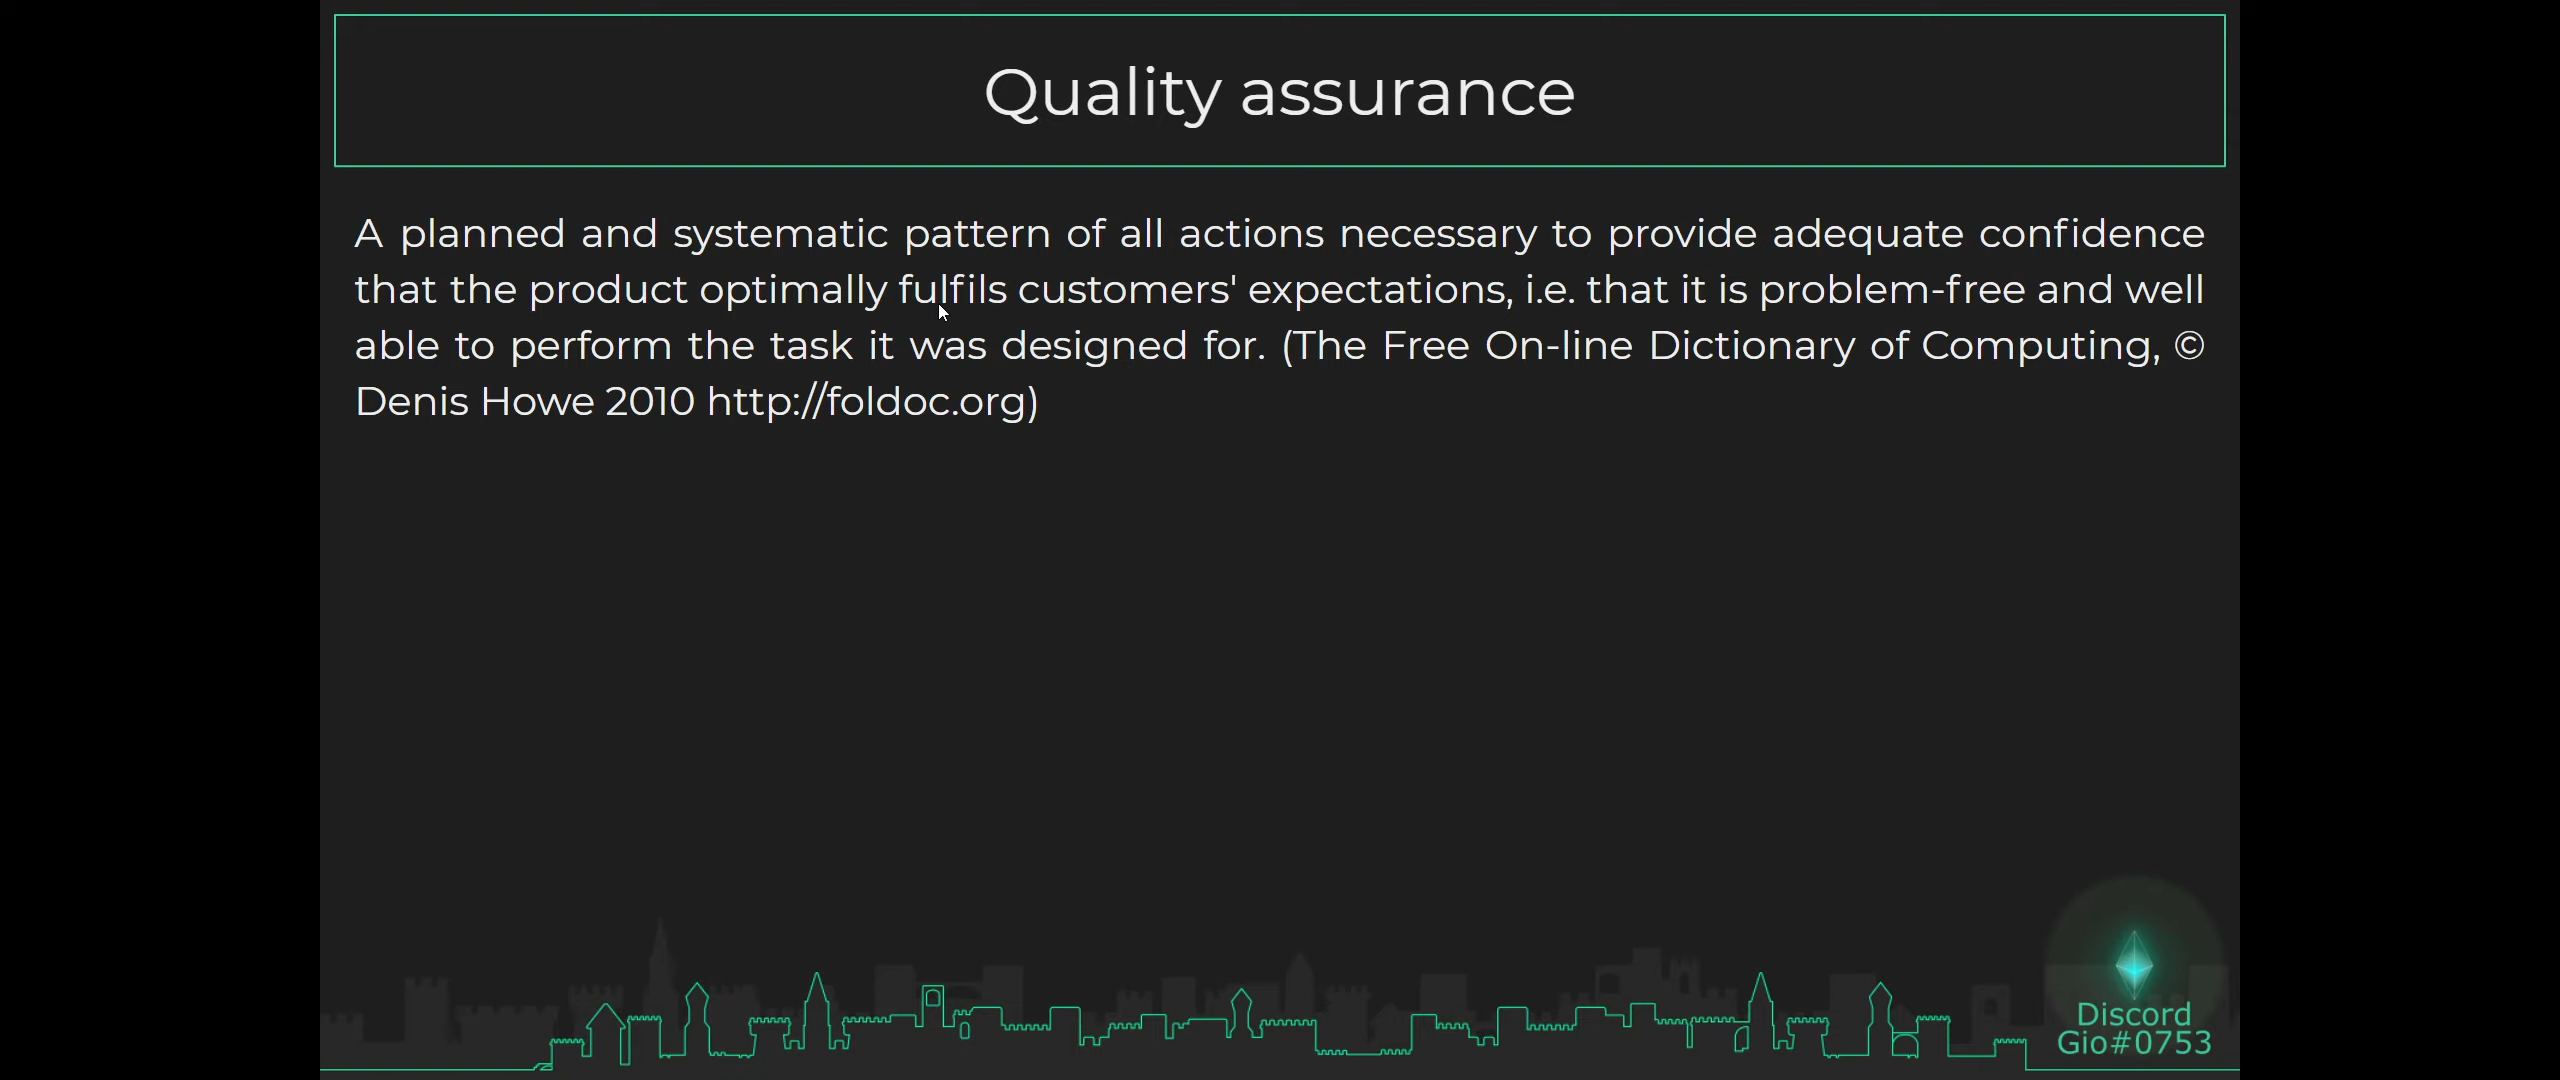 Quality assurance
A planned and systematic pattern of all actions necessary to provide adequate confidence
that the product optimally fulfils customers' expectations, i.e. that it is problem-free and well
able to perform the task it was designed for. (The Free On-line Dictionary of Computing, ©
Denis Howe 2010 http://foldoc.org)
Discord
Gio#0753